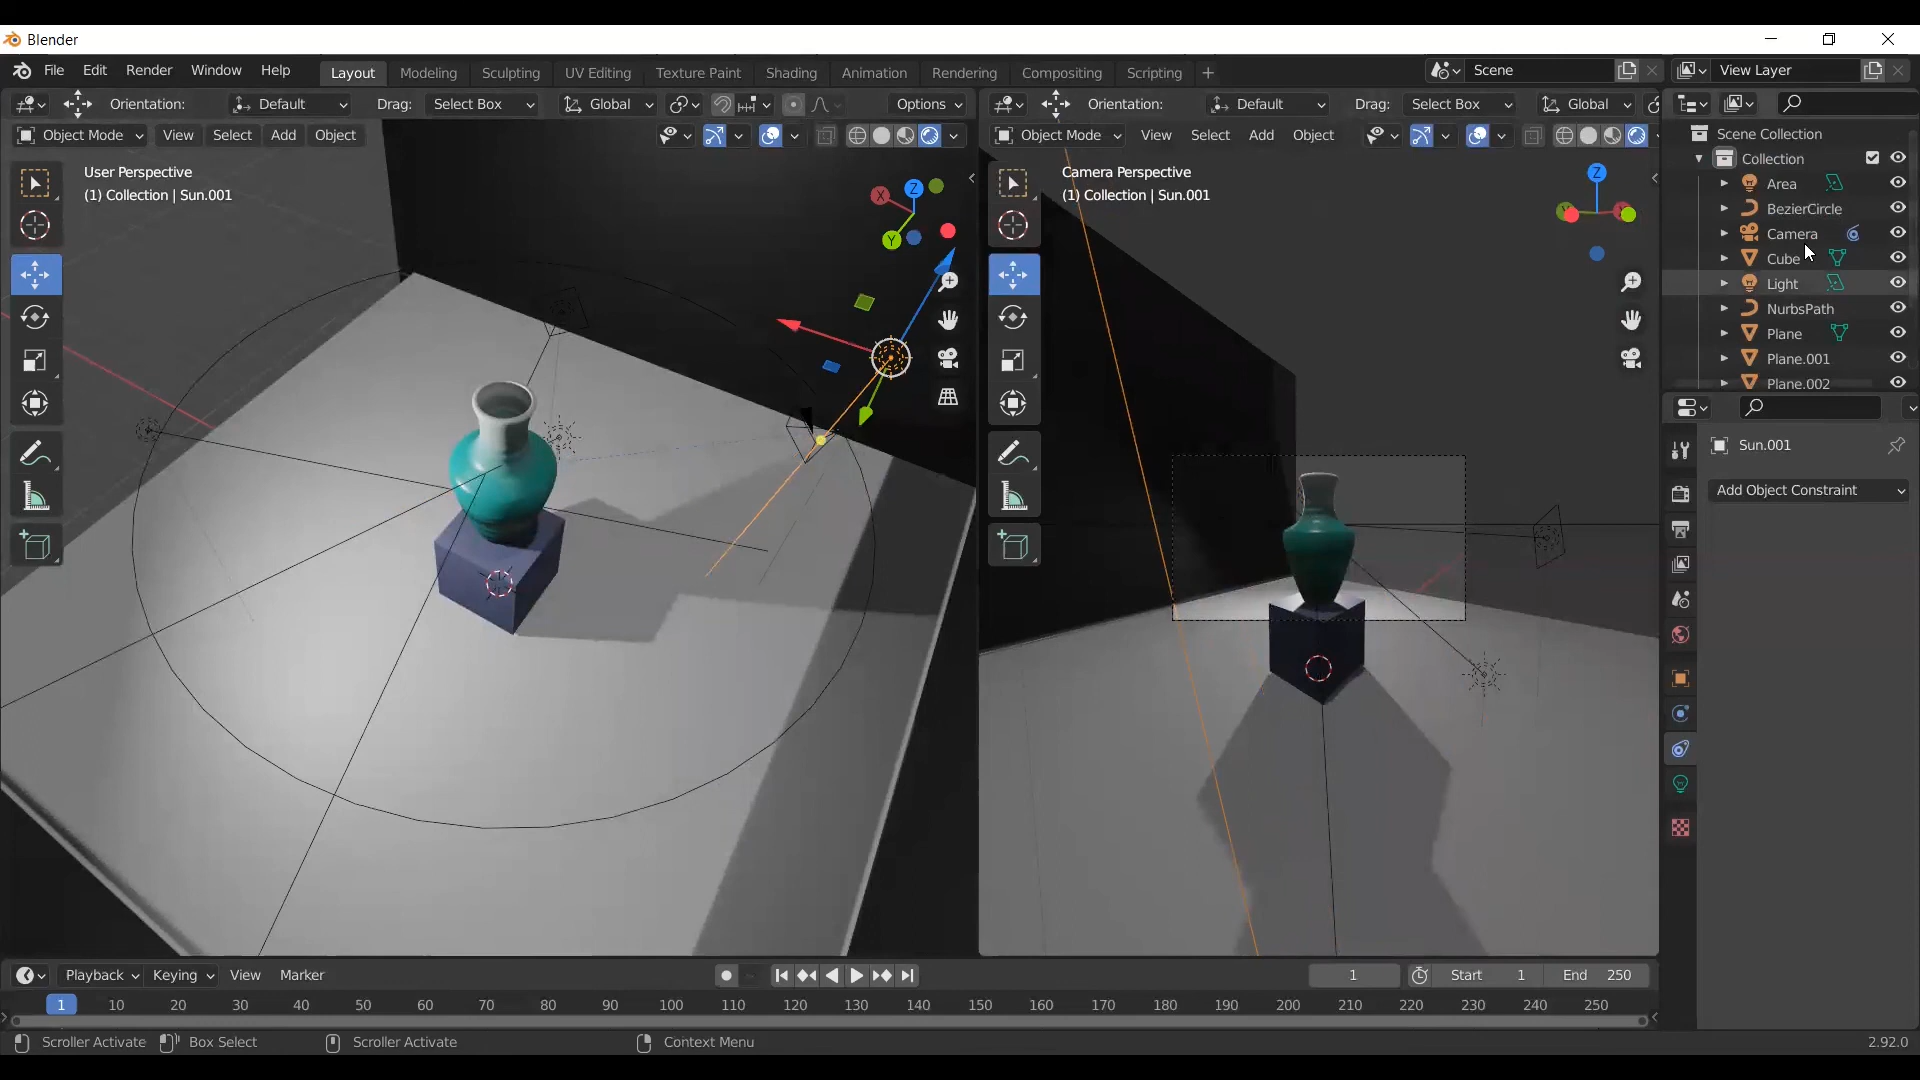 Blender
File Edit Render Window Help Layout Modeling Sculpting UV Editing Texture Paint Shading Animation Rendering Compositing Scripting + Scene View Layer
Orientation: Default Drag: Select Box Global Options Orientation: Default Drag: Select Box Global
Object Mode View Select Add Object Object Mode View Select Add Object
Scene Collection
Collection
User Perspective
(1) Collection | Sun.001
X Z Y
Camera Perspective
(1) Collection | Sun.001
Z
Area
BezierCircle
Camera
Cube
Light
NurbsPath
Plane
Plane.001
Plane.002
Sun.001
Add Object Constraint
Playback Keying View Marker 1 Start 1 End 250
1 10 20 30 40 50 60 70 80 90 100 110 120 130 140 150 160 170 180 190 200 210 220 230 240 250
Scroller Activate Box Select Scroller Activate Context Menu 2.92.0